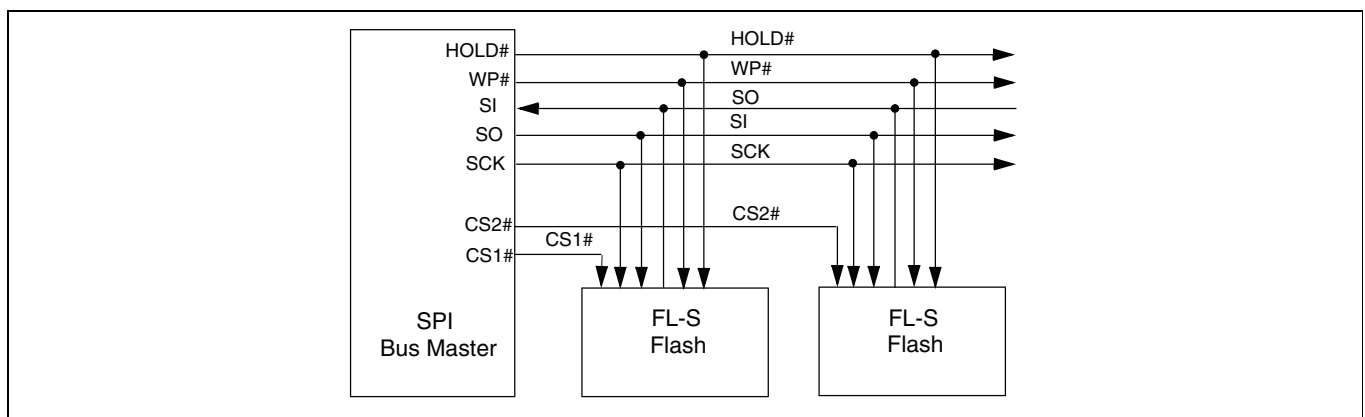 HOLD#
HOLD#
WP#
WP#
SI
SO
SO
SI
SCK
SCK
CS2#
CS2#
CS1#
CS1#
SPI
Bus Master
FL-S
Flash
FL-S
Flash